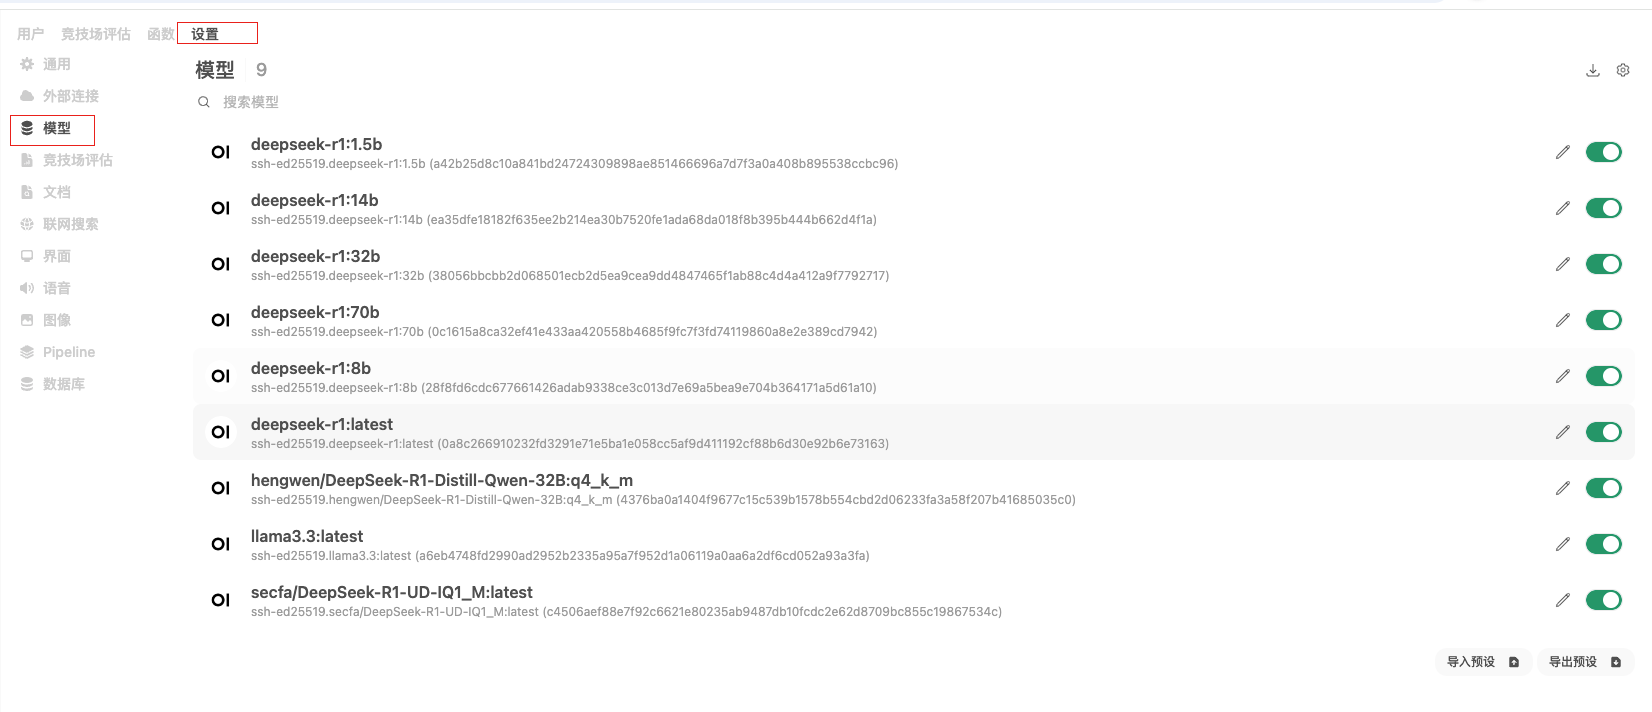 用户 竞技场评估 函数 设置
通用
外部连接
模型
竞技场评估
文档
联网搜索
界面
语音
图像
Pipeline
数据库
模型 9
搜索模型
OI deepseek-r1:1.5b
ssh-ed25519.deepseek-r1:1.5b (a42b25d8c10a841bd24724309898ae851466696a7d7f3a0a408b895538ccbc96)
OI deepseek-r1:14b
ssh-ed25519.deepseek-r1:14b (ea35dfe18182f635ee2b214ea30b7520fe1ada68da018f8b395b444b662d4f1a)
OI deepseek-r1:32b
ssh-ed25519.deepseek-r1:32b (38056bbcbb2d068501ecb2d5ea9cea9dd4847465f1ab88c4d4a412a9f7792717)
OI deepseek-r1:70b
ssh-ed25519.deepseek-r1:70b (0c1615a8ca32ef41e433aa420558b4685f9fc7f3fd74119860a8e2e389cd7942)
OI deepseek-r1:8b
ssh-ed25519.deepseek-r1:8b (28f8fd6cdc677661426adab9338ce3c013d7e69a5bea9e704b364171a5d61a10)
OI deepseek-r1:latest
ssh-ed25519.deepseek-r1:latest (0a8c266910232fd3291e71e5ba1e058cc5af9d411192cf88b6d30e92b6e73163)
OI hengwen/DeepSeek-R1-Distill-Qwen-32B:q4_k_m
ssh-ed25519.hengwen/DeepSeek-R1-Distill-Qwen-32B:q4_k_m (4376ba0a1404f9677c15c539b1578b554cbd2d06233fa3a58f207b41685035c0)
OI llama3.3:latest
ssh-ed25519.llama3.3:latest (a6eb4748fd2990ad2952b2335a95a7f952d1a06119a0aa6a2df6cd052a93a3fa)
OI secfa/DeepSeek-R1-UD-IQ1_M:latest
ssh-ed25519.secfa/DeepSeek-R1-UD-IQ1_M:latest (c4506aef88e7f92c6621e80235ab9487db10fcdc2e62d8709bc855c19867534c)
导入预设 导出预设